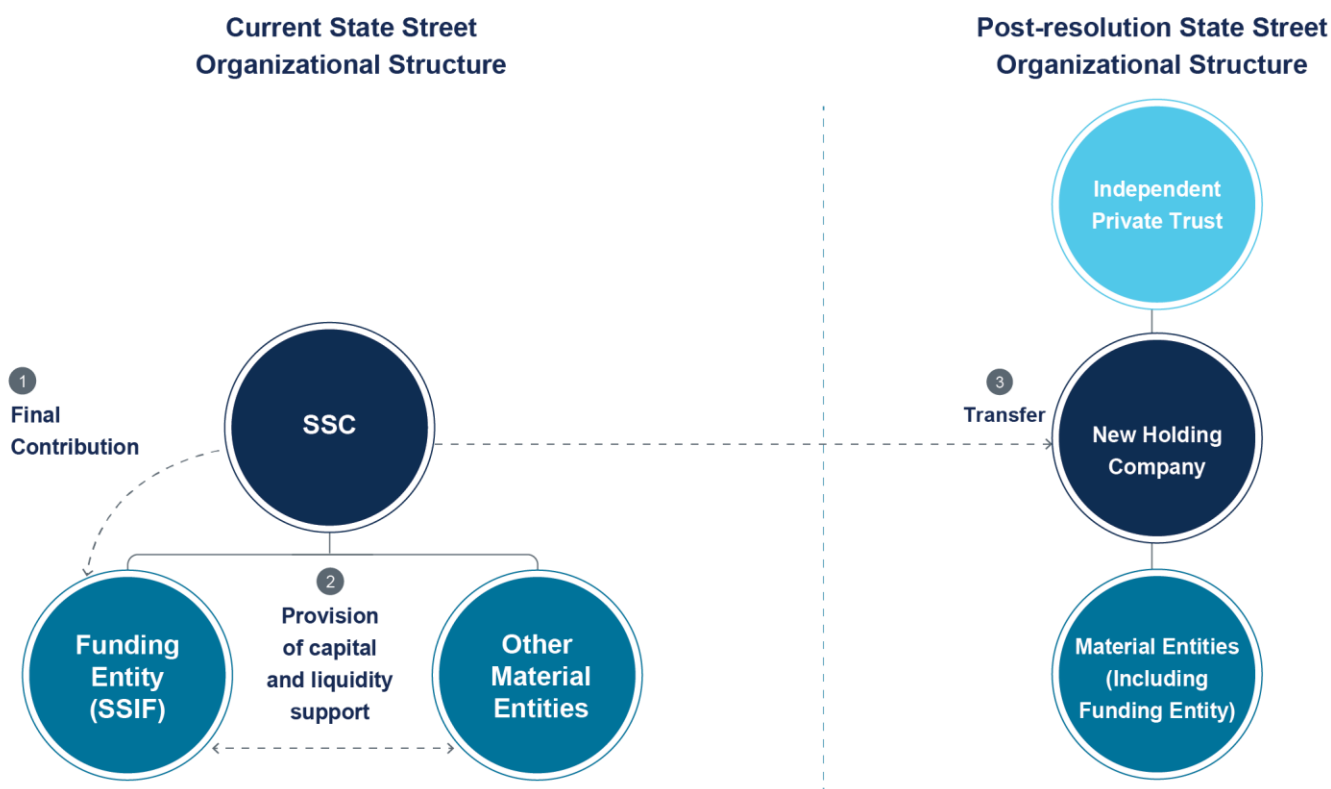 Current State Street
Organizational Structure
Post-resolution State Street
Organizational Structure
Independent
Private Trust
1
Final
Contribution
SSC
3
Transfer
New Holding
Company
2
Provision
of capital
and liquidity
support
Funding
Entity
(SSIF)
Other
Material
Entities
Material Entities
(Including
Funding Entity)